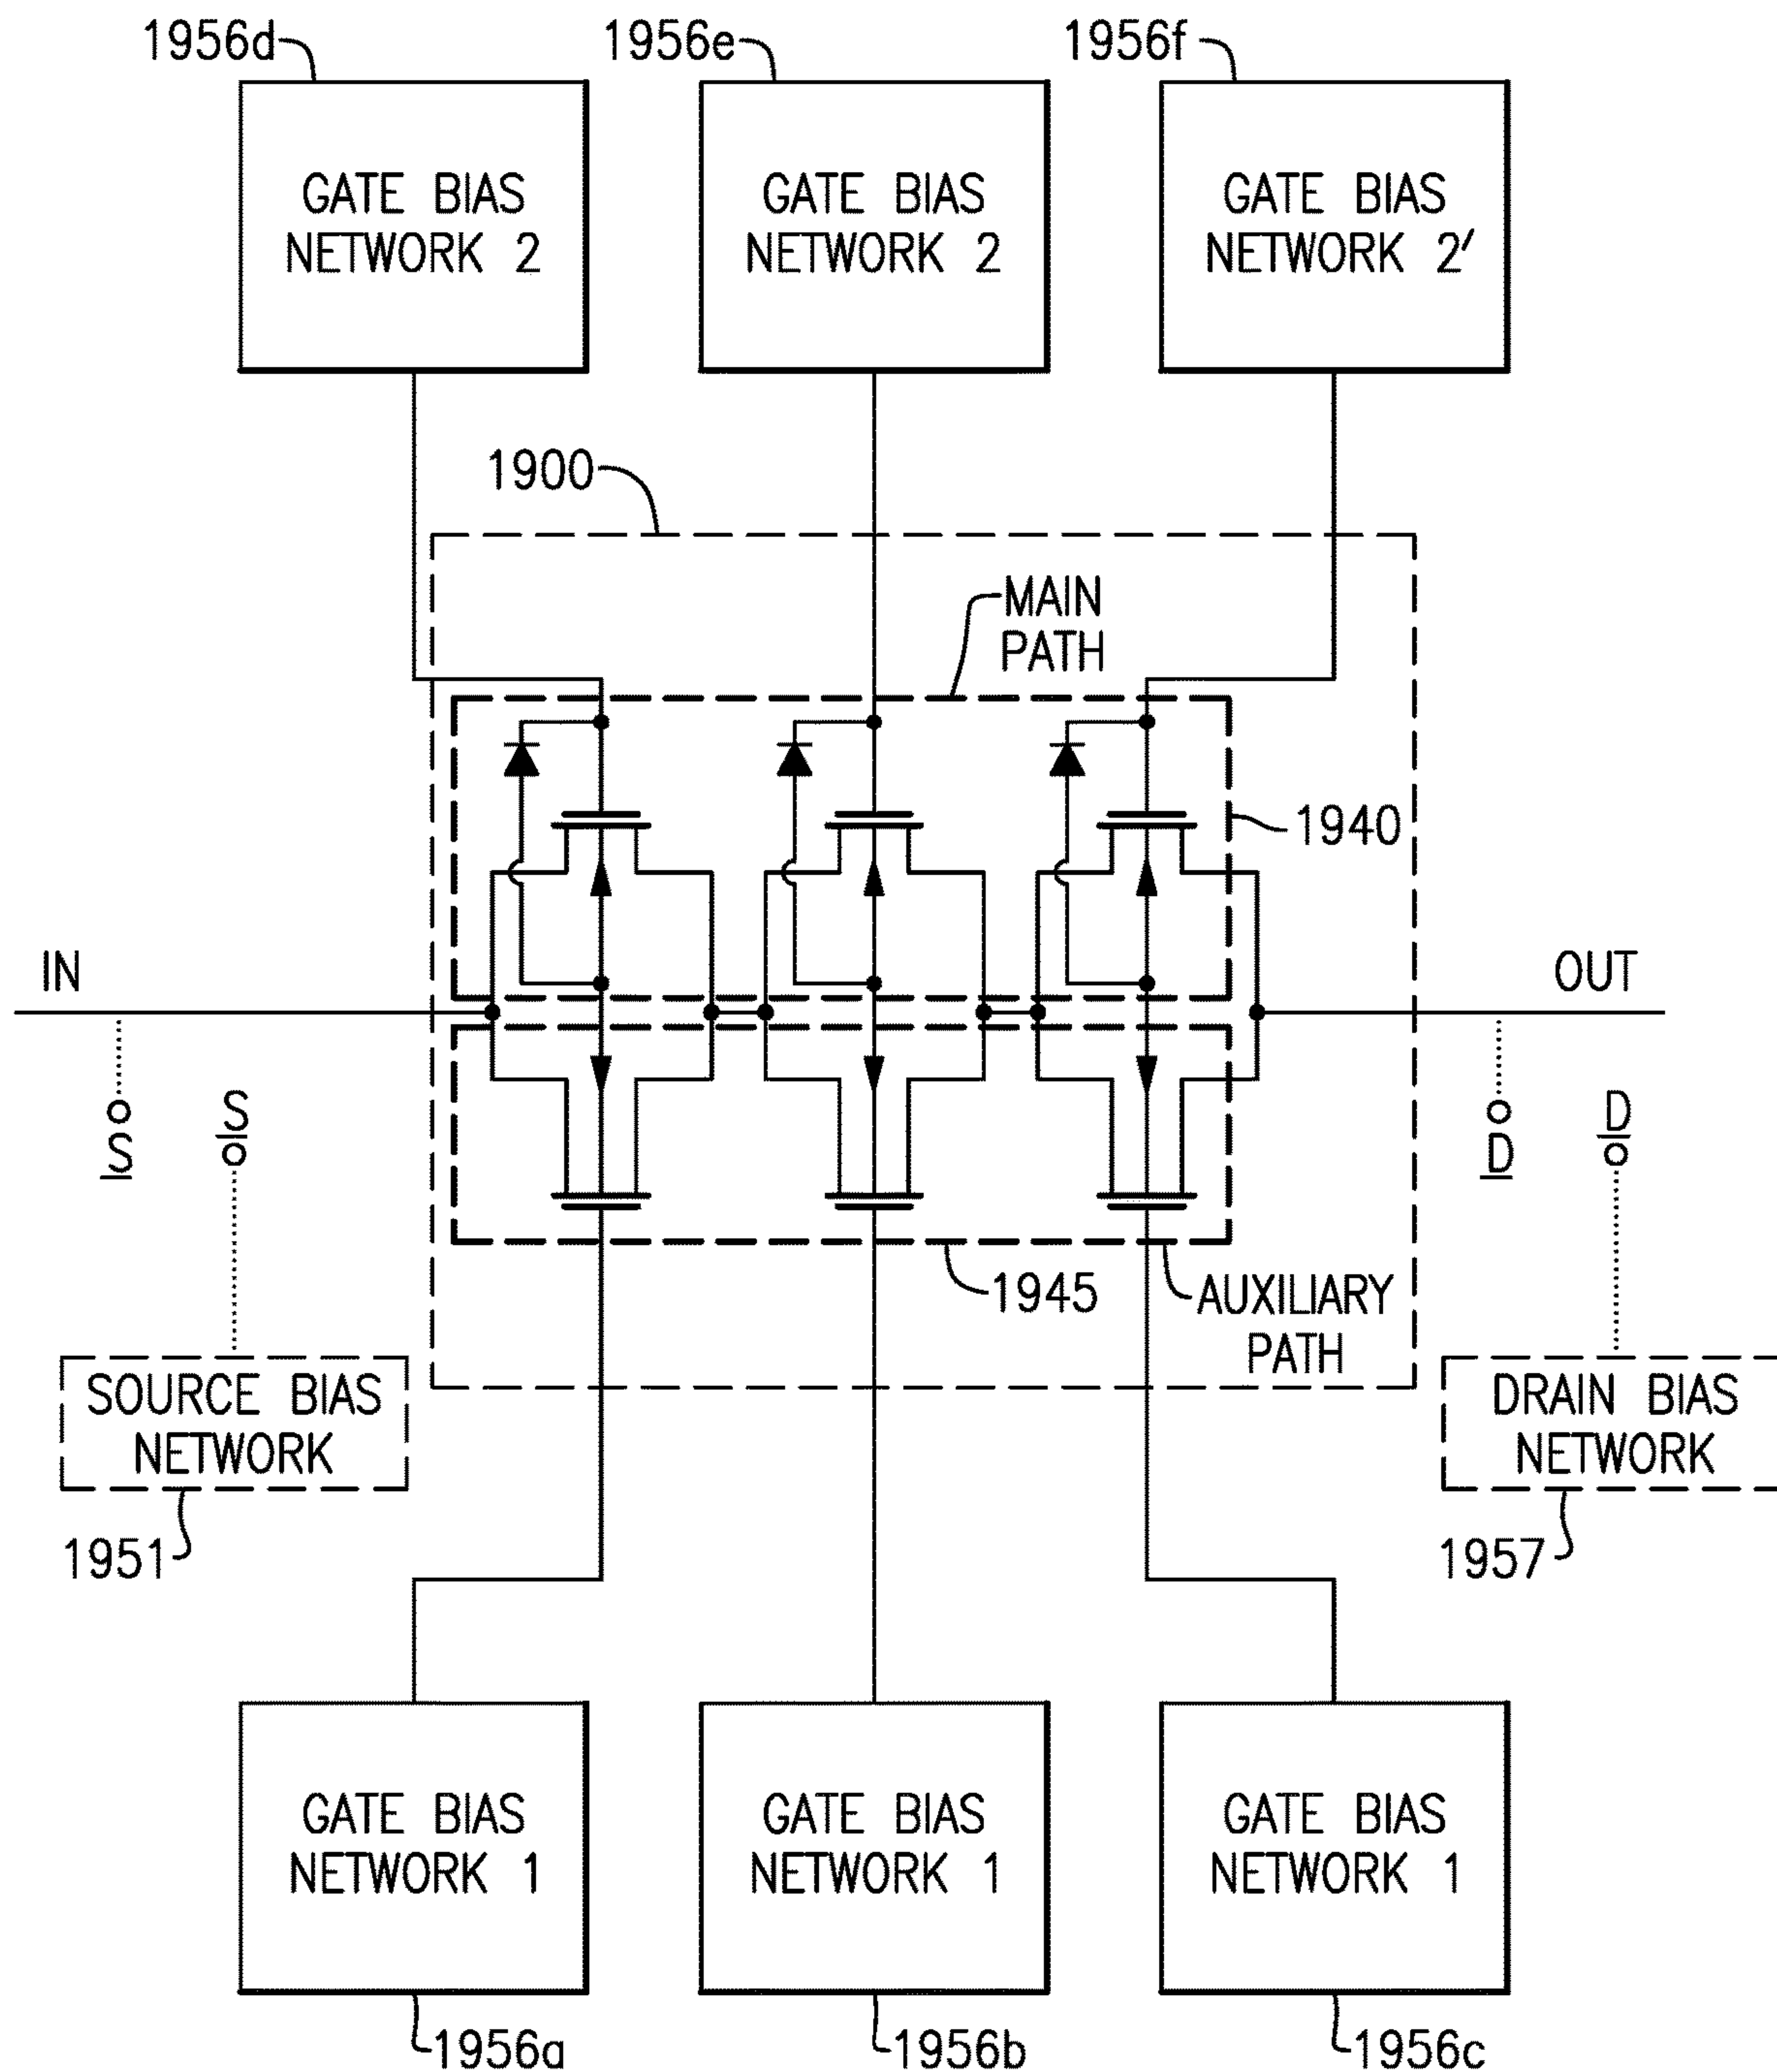 1956d
1956e
1956f
GATE BIAS
NETWORK 2
GATE BIAS
NETWORK 2
GATE BIAS
NETWORK 2′
1900
MAIN
PATH
1940
IN
OUT
S
S
D
D
1945
AUXILIARY
PATH
SOURCE BIAS
NETWORK
DRAIN BIAS
NETWORK
1951
1957
GATE BIAS
NETWORK 1
GATE BIAS
NETWORK 1
GATE BIAS
NETWORK 1
1956a
1956b
1956c